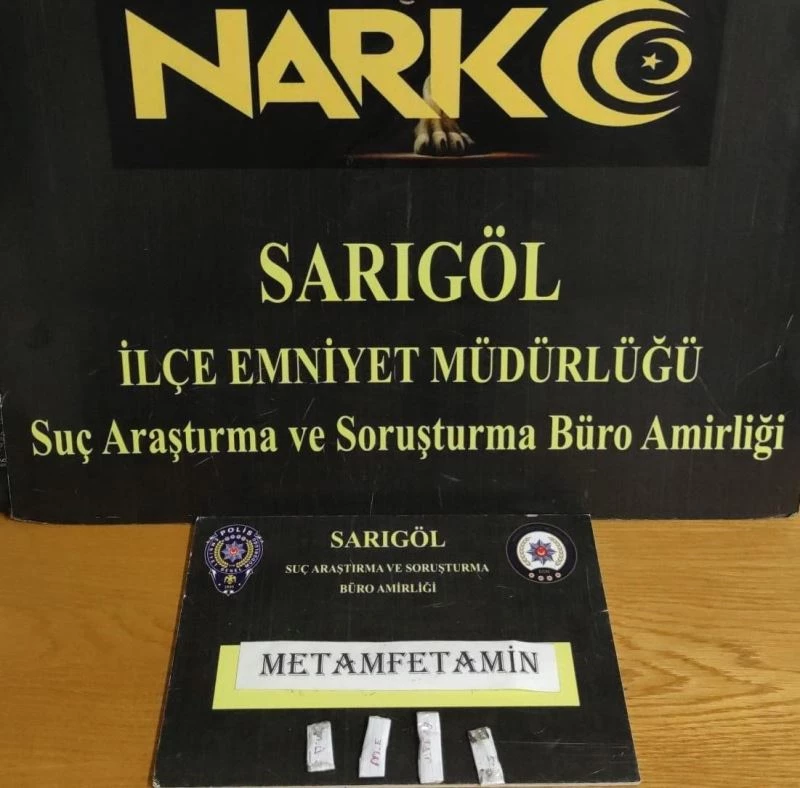 NARKO
SARIGÖL
İLÇE EMNİYET MÜDÜRLÜĞÜ
Suç Araştırma ve Soruşturma Büro Amirliği
POLİS
SARIGÖL
SUÇ ARAŞTIRMA VE SORUŞTURMA
BÜRO AMİRLİĞİ
METAMFETAMİN